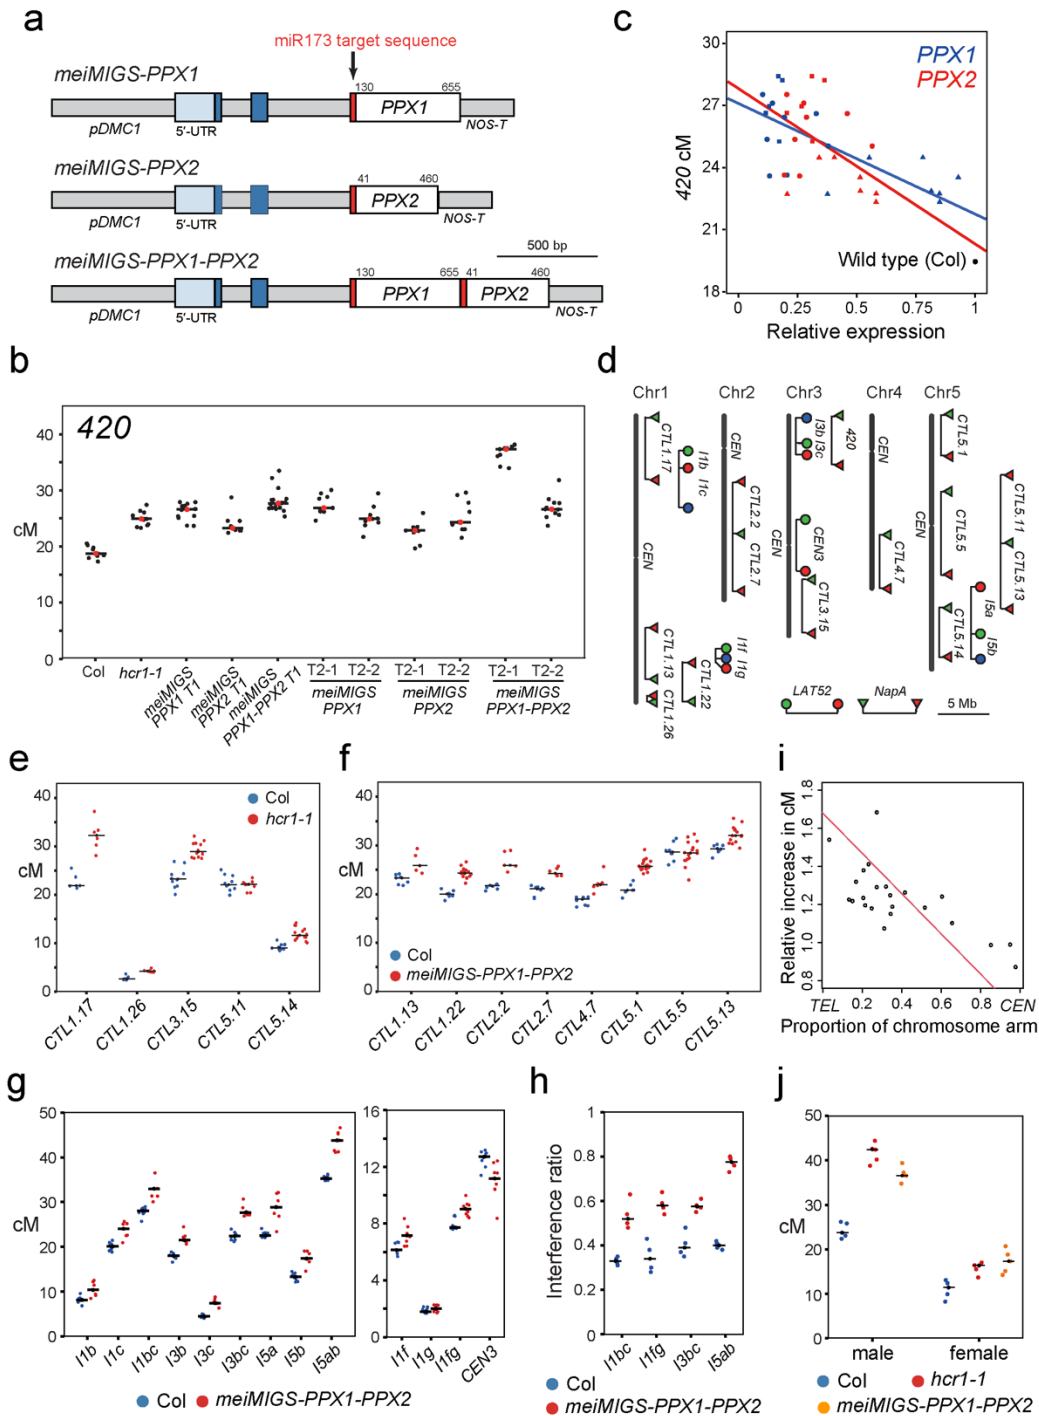 a
miR173 target sequence
meiMIGS-PPX1
130
655
PPX1
pDMC1
5'-UTR
NOS-T
meiMIGS-PPX2
41
460
PPX2
pDMC1
5'-UTR
NOS-T
500 bp
meiMIGS-PPX1-PPX2
130
655
41
460
PPX1
PPX2
pDMC1
5'-UTR
NOS-T
c
30
27
24
21
18
420 cM
PPX1
PPX2
Wild type (Col)
0
0.25
0.5
0.75
1
Relative expression
b
420
40
30
20
10
0
cM
Col
hcr1-1
meiMIGS
PPX1 T1
meiMIGS
PPX2 T1
meiMIGS
PPX1-PPX2 T1
T2-1
T2-2
meiMIGS
PPX1
T2-1
T2-2
meiMIGS
PPX2
T2-1
T2-2
meiMIGS
PPX1-PPX2
d
Chr1
Chr2
Chr3
Chr4
Chr5
CEN
CTL1.17
I1b
I1c
CTL1.13
CTL1.26
CTL1.22
I1f
I1g
CEN
CTL2.2
CTL2.7
CEN
I3b
I3c
420
CEN3
CTL3.15
CEN
CTL4.7
CEN
CTL5.1
CTL5.5
CTL5.14
I5a
I5b
CTL5.11
CTL5.13
LAT52
NapA
5 Mb
e
40
30
20
10
0
cM
Col
hcr1-1
CTL1.17
CTL1.26
CTL3.15
CTL5.11
CTL5.14
f
40
30
20
10
0
cM
Col
meiMIGS-PPX1-PPX2
CTL1.13
CTL1.22
CTL2.2
CTL2.7
CTL4.7
CTL5.1
CTL5.5
CTL5.13
i
Relative increase in cM
1.8
1.6
1.4
1.2
1.0
0.8
TEL
0.2
0.4
0.6
0.8
CEN
Proportion of chromosome arm
g
50
40
30
20
10
0
cM
I1b
I1c
I1bc
I3b
I3c
I3bc
I5a
I5b
I5ab
16
12
8
4
0
I1f
I1g
I1fg
CEN3
Col
meiMIGS-PPX1-PPX2
h
Interference ratio
1
0.8
0.6
0.4
0.2
0
I1bc
I1fg
I3bc
I5ab
Col
meiMIGS-PPX1-PPX2
j
50
40
30
20
10
0
cM
male
female
Col
hcr1-1
meiMIGS-PPX1-PPX2